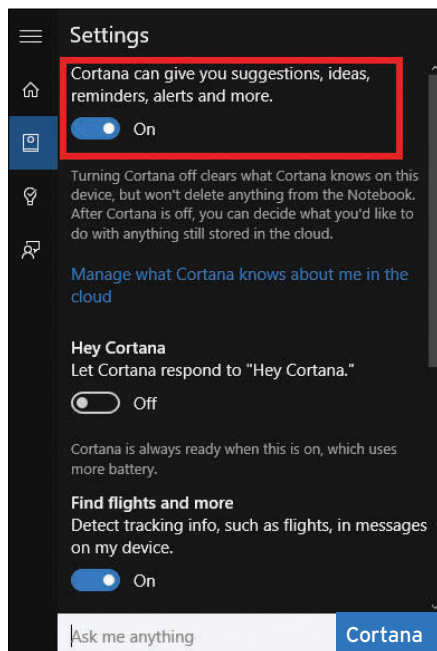 Settings
Cortana can give you suggestions, ideas,
reminders, alerts and more.
On
Turning Cortana off clears what Cortana knows on this
device, but won't delete anything from the Notebook.
After Cortana is off, you can decide what you'd like to
do with anything still stored in the cloud.
Manage what Cortana knows about me in the
cloud
Hey Cortana
Let Cortana respond to "Hey Cortana."
Off
Cortana is always ready when this is on, which uses
more battery.
Find flights and more
Detect tracking info, such as flights, in messages
on my device.
On
Ask me anything
Cortana